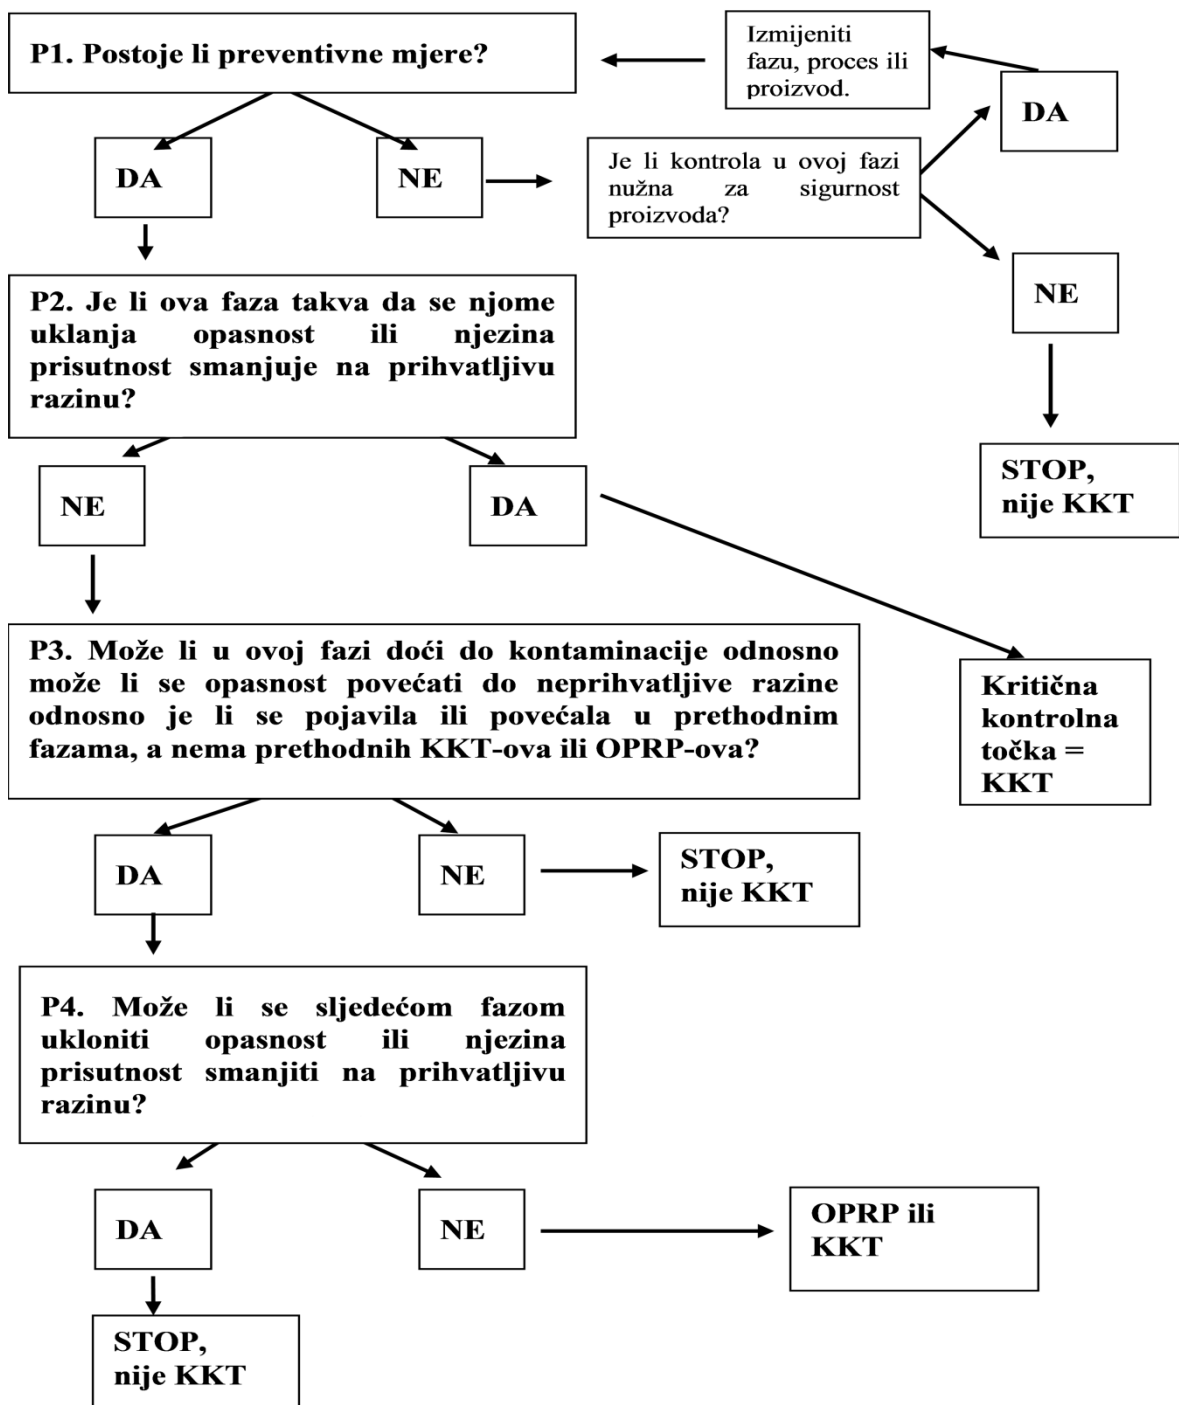 P1. Postoje li preventivne mjere?
Izmijeniti
fazu, proces ili
proizvod.
DA
DA
NE
Je li kontrola u ovoj fazi
nužna za sigurnost
proizvoda?
NE
P2. Je li ova faza takva da se njome
uklanja opasnost ili njezina
prisutnost smanjuje na prihvatljivu
razinu?
STOP,
nije KKT
NE
DA
P3. Može li u ovoj fazi doći do kontaminacije odnosno
može li se opasnost povećati do neprihvatljive razine
odnosno je li se pojavila ili povećala u prethodnim
fazama, a nema prethodnih KKT-ova ili OPRP-ova?
Kritična
kontrolna
točka =
KKT
DA
NE
STOP,
nije KKT
P4. Može li se sljedećom fazom
ukloniti opasnost ili njezina
prisutnost smanjiti na prihvatljivu
razinu?
DA
NE
OPRP ili
KKT
STOP,
nije KKT